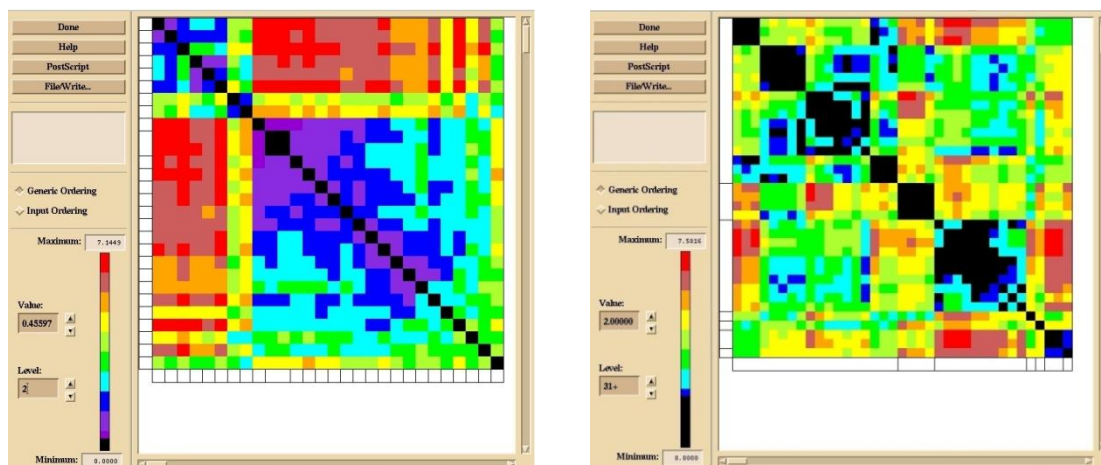 Done
Help
PostScript
File/Write...
Generic Ordering
Input Ordering
Maximum: 7.1449
Value:
0.45597
Level:
2
Minimum: 0.0000
Done
Help
PostScript
File/Write...
Generic Ordering
Input Ordering
Maximum: 7.5816
Value:
2.00000
Level:
31+
Minimum: 0.0000